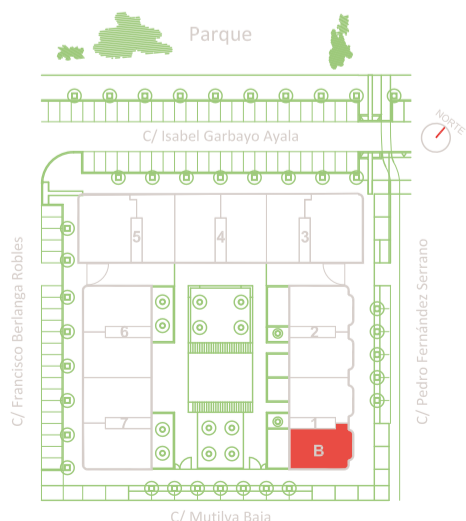 Parque
NORTE
C/ Isabel Garbayo Ayala
5
4
3
C/ Francisco Berlanga Robles
C/ Pedro Fernández Serrano
6
2
7
1
B
C/ Mutilva Baja